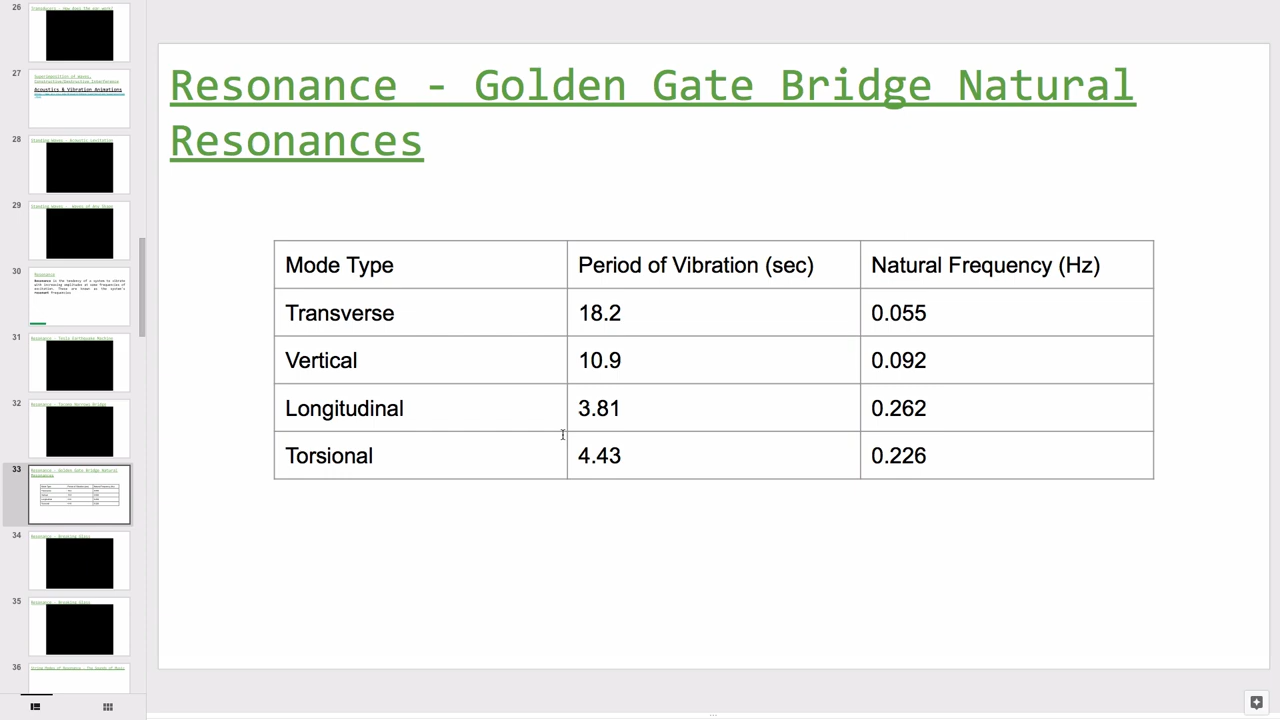 26
27
Acoustics & Vibration Animations
28
29
30
Resonance
31
32
33
34
35
36
Resonance - Golden Gate Bridge Natural
Resonances
Mode Type Period of Vibration (sec) Natural Frequency (Hz)
Transverse 18.2 0.055
Vertical 10.9 0.092
Longitudinal 3.81 0.262
Torsional 4.43 0.226